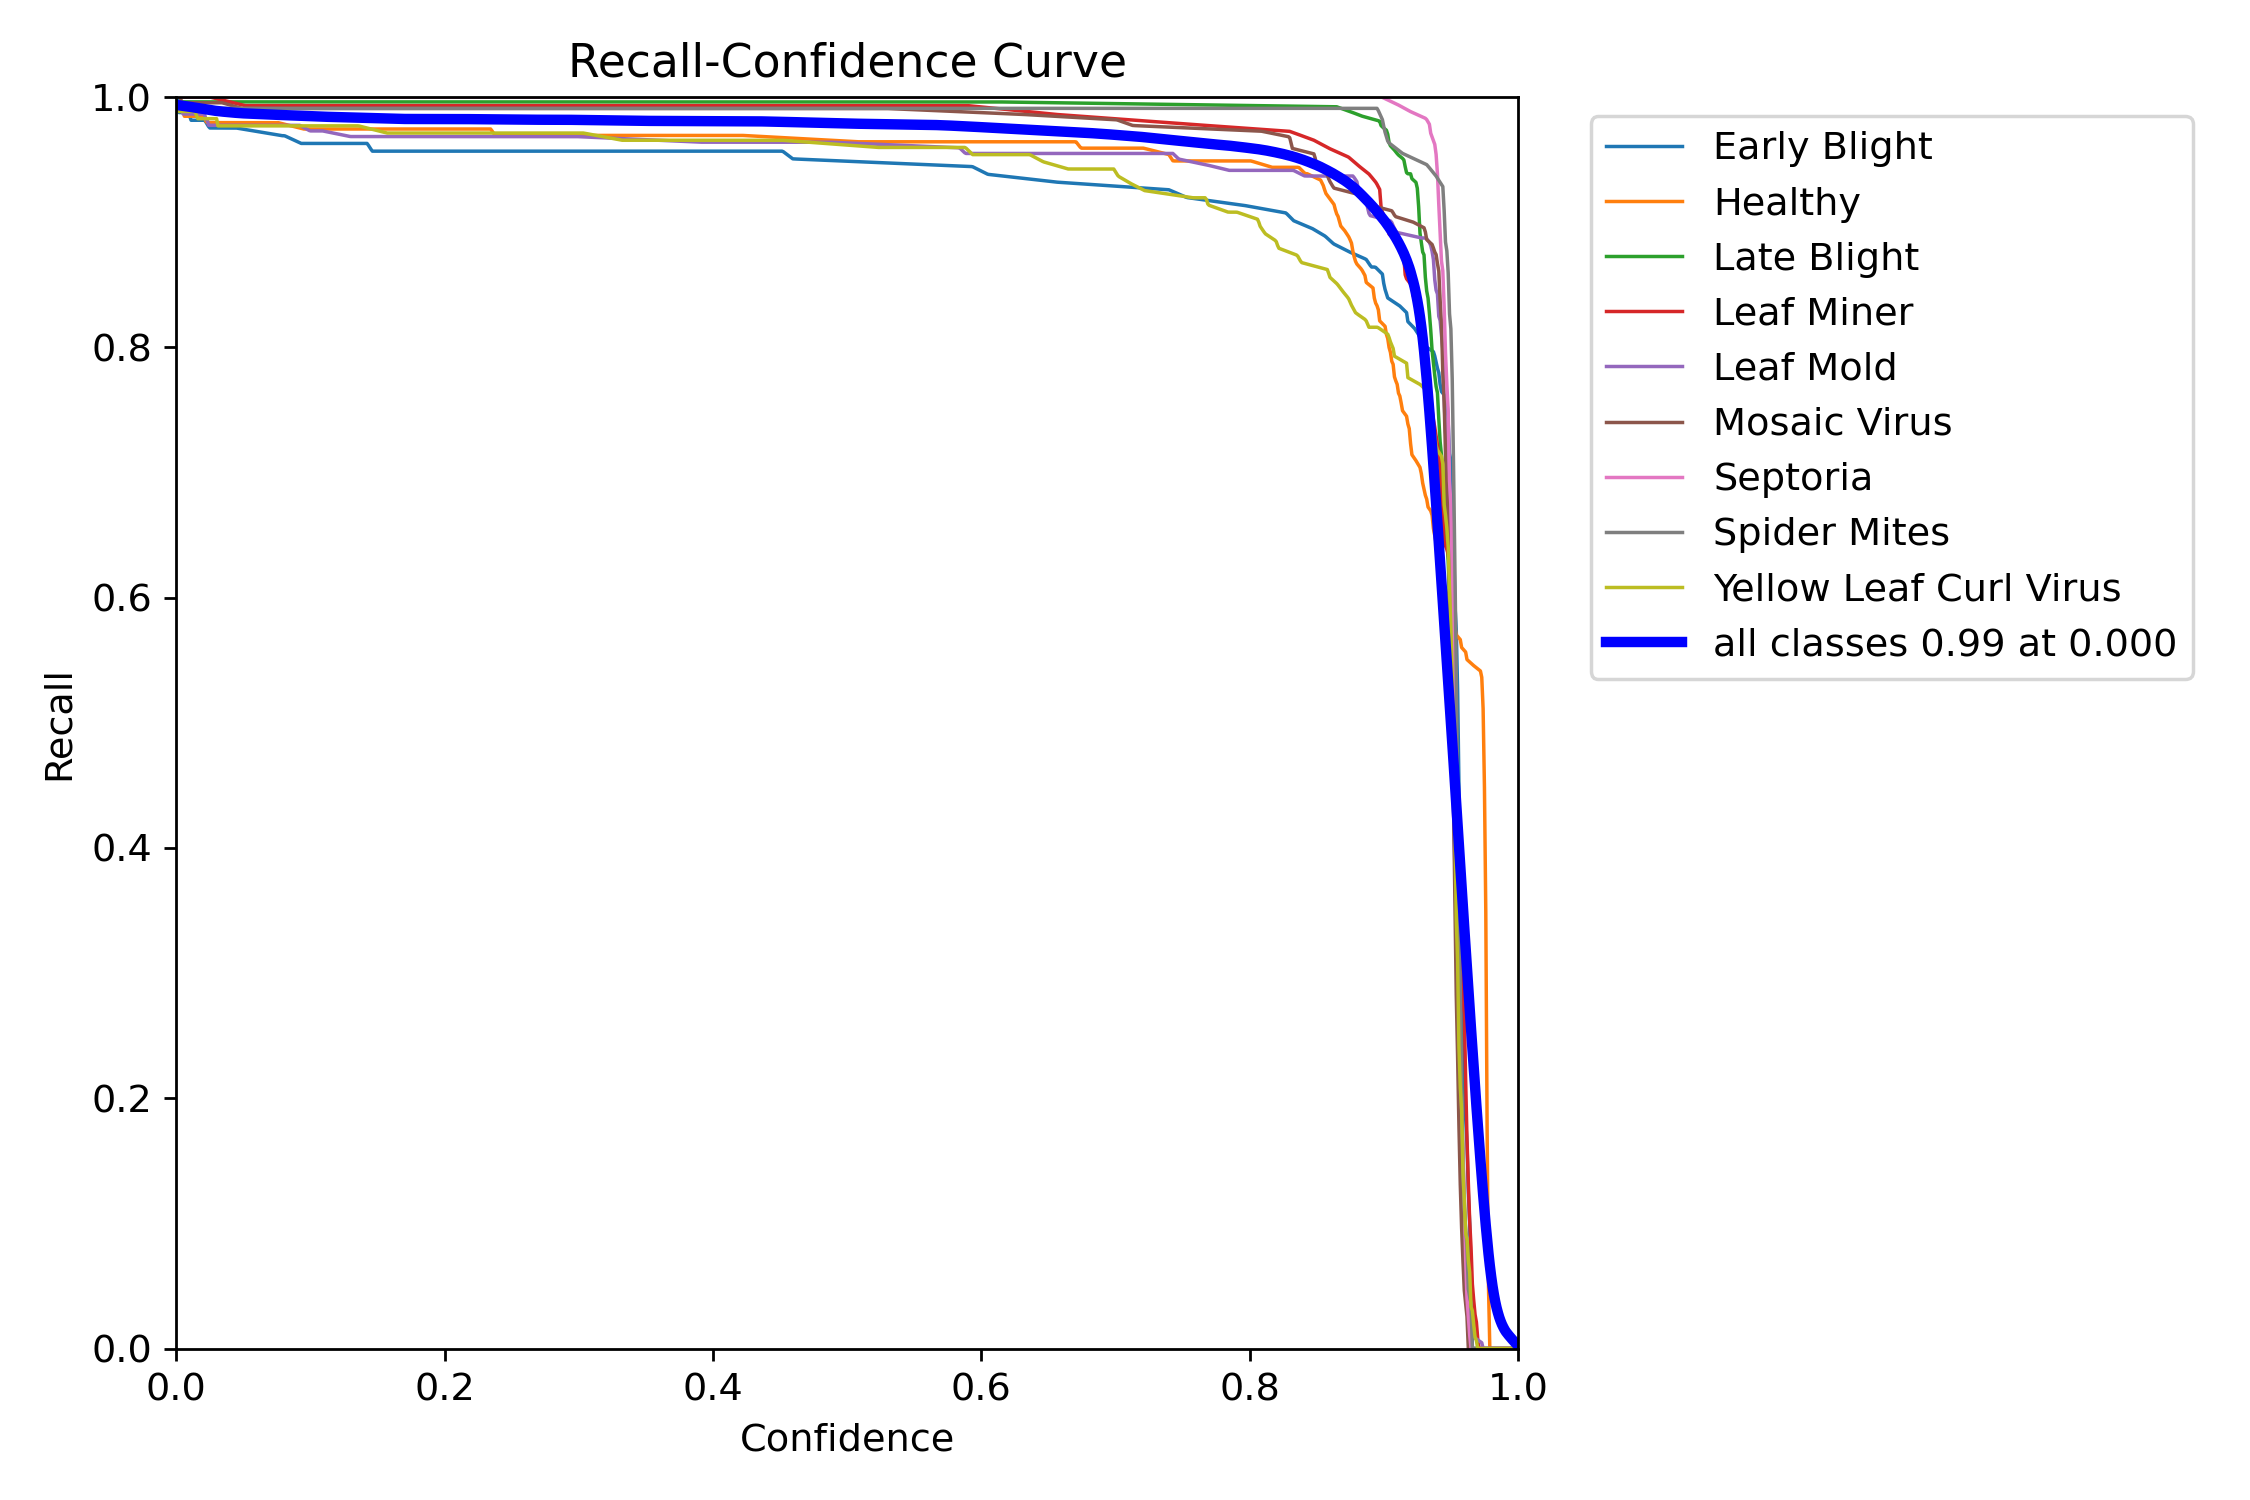 Recall-Confidence Curve
1.0
0.8
0.6
0.4
0.2
0.0
Recall
0.0 0.2 0.4 0.6 0.8 1.0
Confidence
Early Blight
Healthy
Late Blight
Leaf Miner
Leaf Mold
Mosaic Virus
Septoria
Spider Mites
Yellow Leaf Curl Virus
all classes 0.99 at 0.000